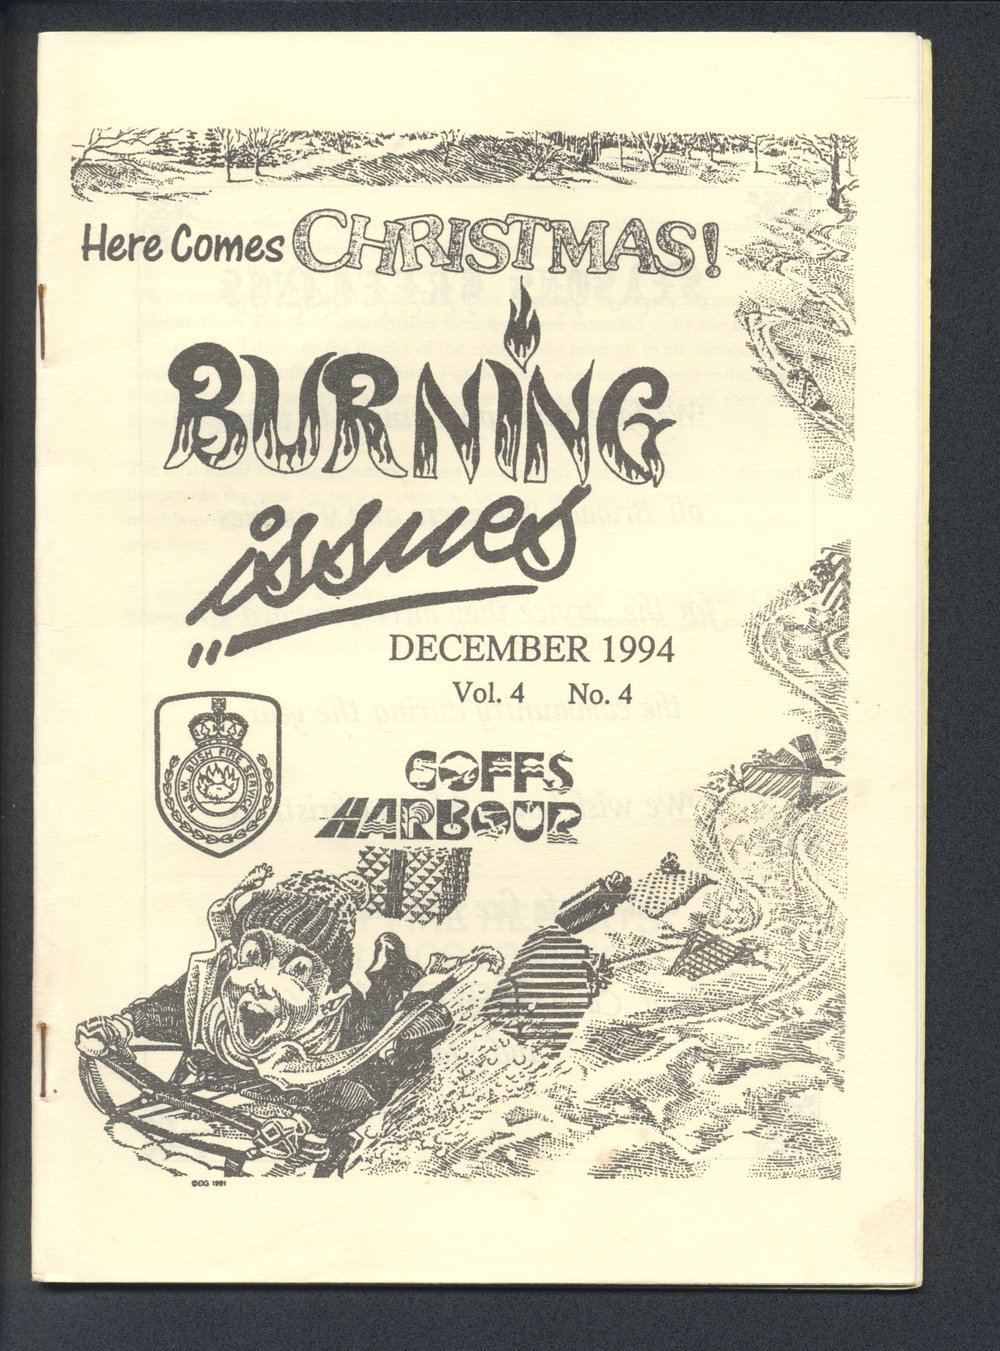 Here Comes CHRISTMAS!
BURNING
issues
DECEMBER 1994
Vol. 4 No. 4
N.S.W. BUSH FIRE SERVICE
COFFS
HARBOUR
©DG 1991